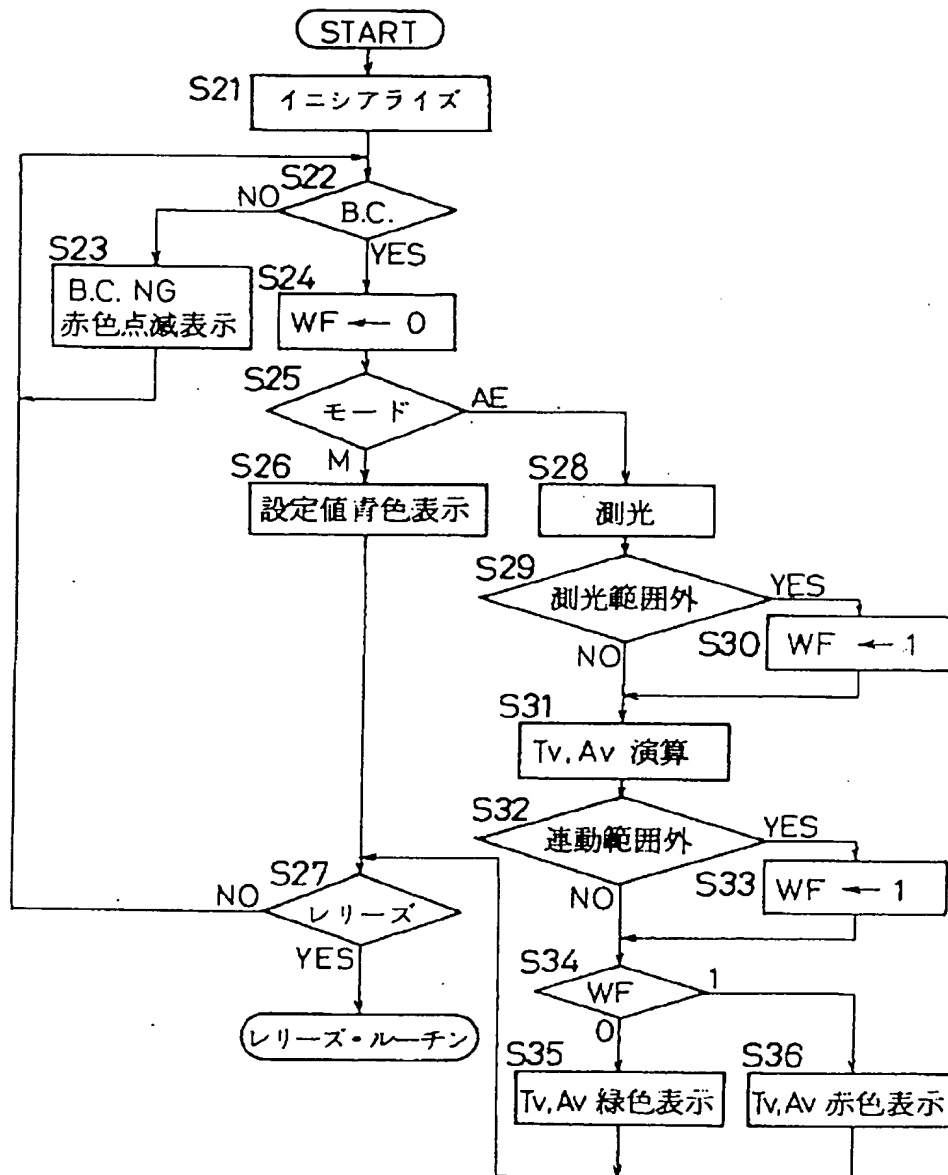 START
S21
イニシアライズ
S22
B.C.
NO
YES
S23
B.C. NG
赤色点滅表示
S24
WF ← 0
S25
モード
AE
M
S26
設定値青色表示
S28
測光
S29
測光範囲外
YES
NO
S30
WF ← 1
S31
Tv, Av 演算
S32
連動範囲外
YES
NO
S33
WF ← 1
S27
レリーズ
NO
YES
レリーズ・ルーチン
S34
WF
1
0
S35
Tv, Av 緑色表示
S36
Tv, Av 赤色表示